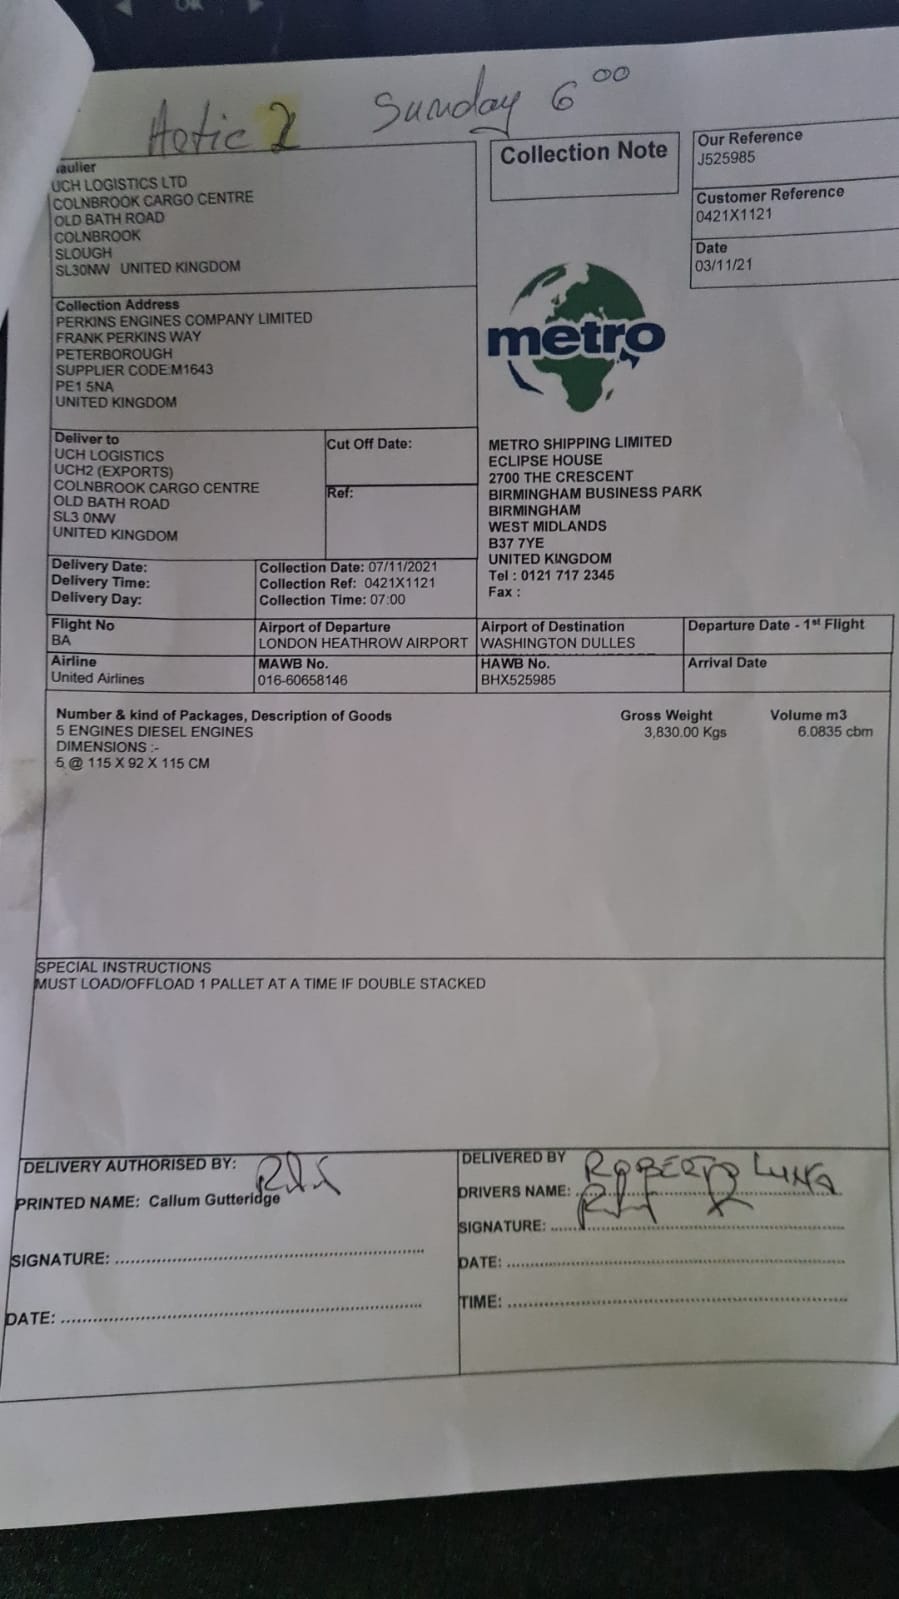 OK
Artic 2 Sunday 6 00
aulier
UCH LOGISTICS LTD
COLNBROOK CARGO CENTRE
OLD BATH ROAD
COLNBROOK
SLOUGH
SL30NW UNITED KINGDOM
Collection Note
Our Reference
J525985
Customer Reference
0421X1121
Date
03/11/21
Collection Address
PERKINS ENGINES COMPANY LIMITED
FRANK PERKINS WAY
PETERBOROUGH
SUPPLIER CODE:M1643
PE1 5NA
UNITED KINGDOM
metro
Deliver to
UCH LOGISTICS
UCH2 (EXPORTS)
COLNBROOK CARGO CENTRE
OLD BATH ROAD
SL3 0NW
UNITED KINGDOM
Cut Off Date:
Ref:
METRO SHIPPING LIMITED
ECLIPSE HOUSE
2700 THE CRESCENT
BIRMINGHAM BUSINESS PARK
BIRMINGHAM
WEST MIDLANDS
B37 7YE
UNITED KINGDOM
Tel : 0121 717 2345
Fax :
Delivery Date:
Delivery Time:
Delivery Day:
Collection Date: 07/11/2021
Collection Ref: 0421X1121
Collection Time: 07:00
Flight No
BA
Airport of Departure
LONDON HEATHROW AIRPORT
Airport of Destination
WASHINGTON DULLES
Departure Date - 1st Flight
Airline
United Airlines
MAWB No.
016-60658146
HAWB No.
BHX525985
Arrival Date
Number & kind of Packages, Description of Goods
Gross Weight
Volume m3
5 ENGINES DIESEL ENGINES
3,830.00 Kgs
6.0835 cbm
DIMENSIONS :-
5 @ 115 X 92 X 115 CM
SPECIAL INSTRUCTIONS
MUST LOAD/OFFLOAD 1 PALLET AT A TIME IF DOUBLE STACKED
DELIVERY AUTHORISED BY:
PRINTED NAME: Callum Gutteridge
SIGNATURE:
DATE:
DELIVERED BY
DRIVERS NAME: ROBERTO LUNG
SIGNATURE:
DATE:
TIME: